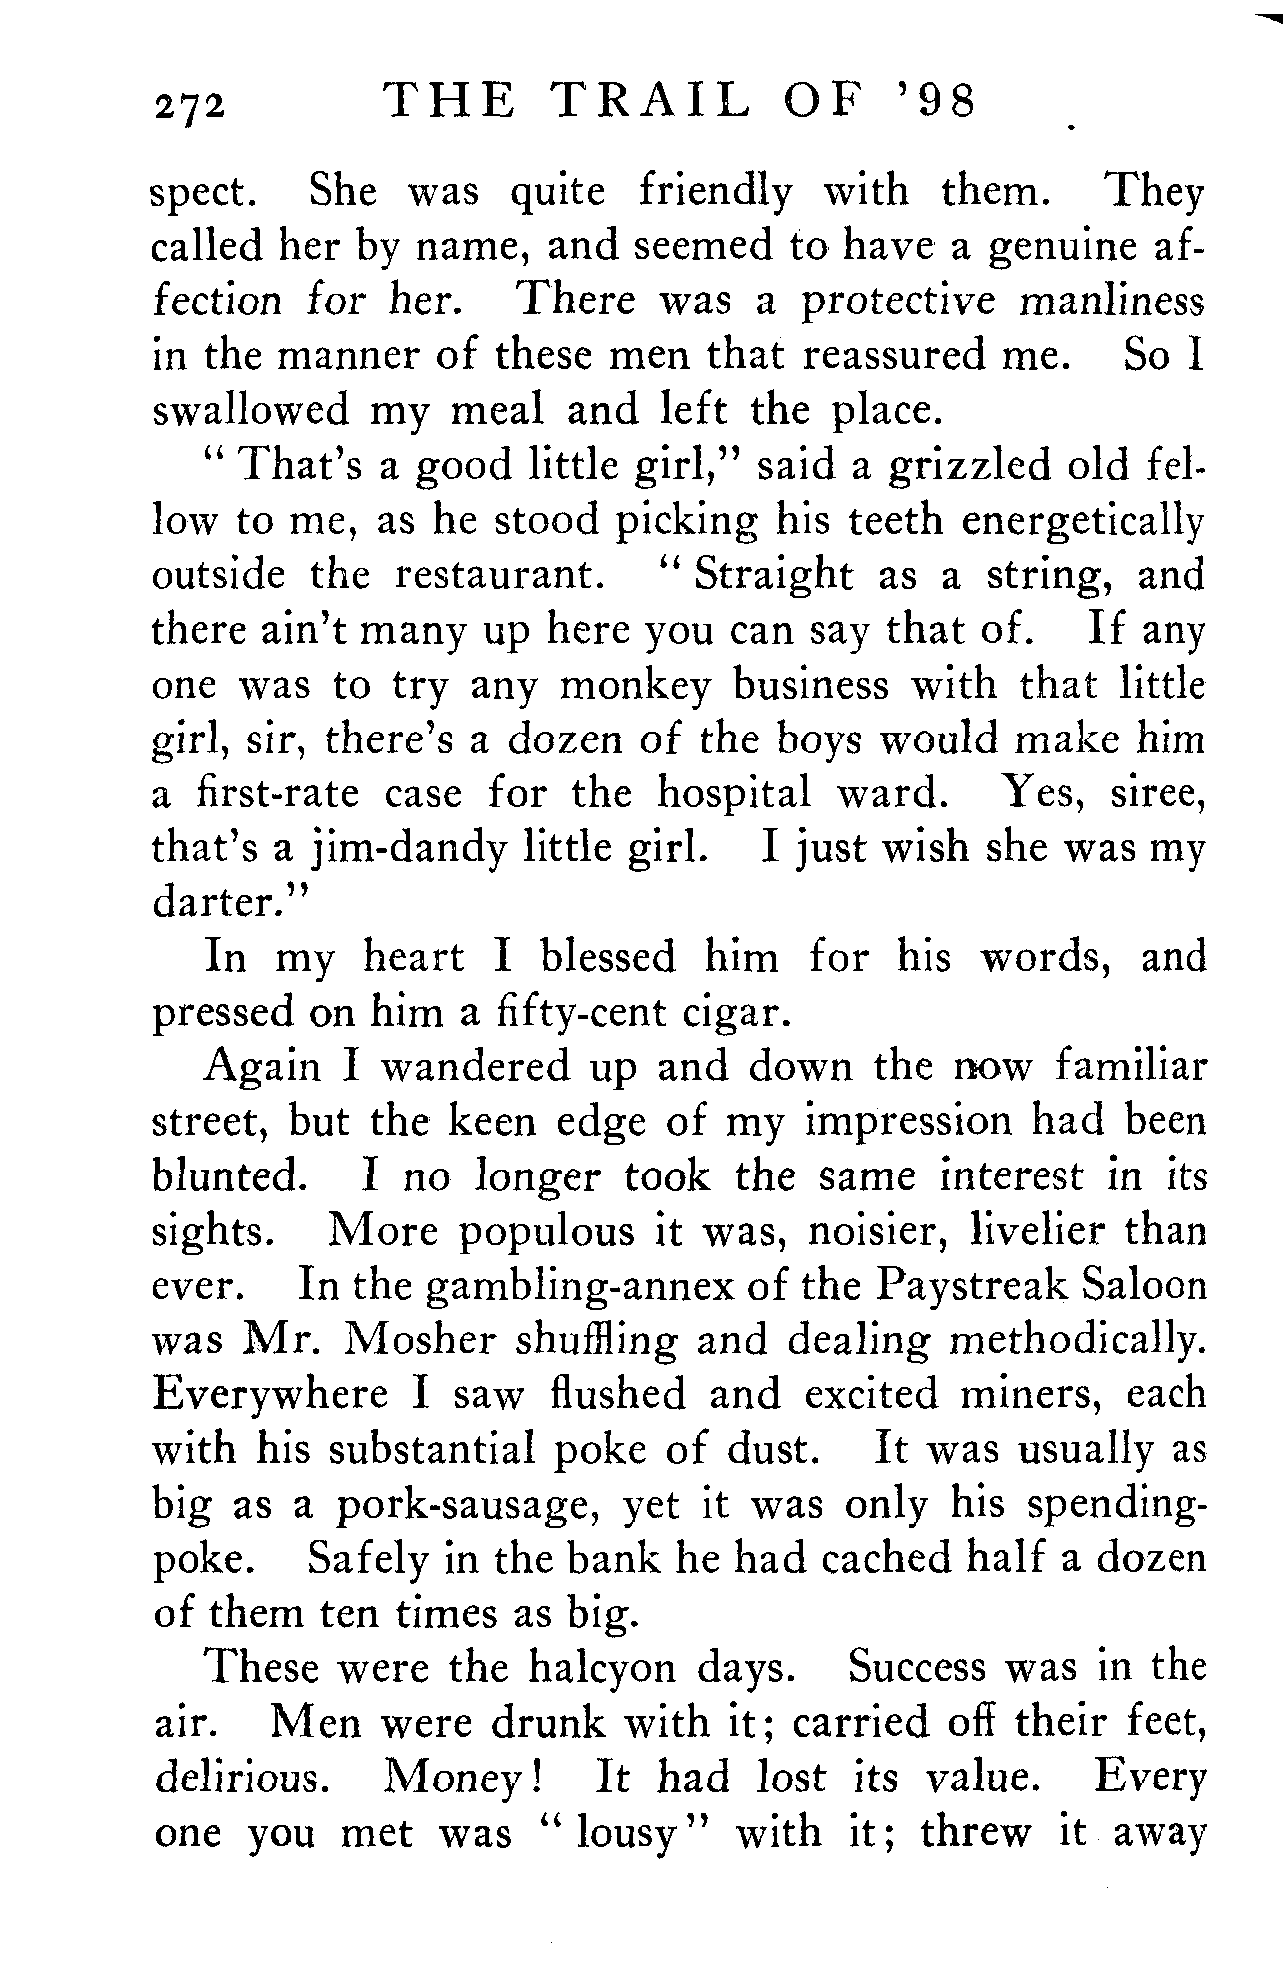 272 THE TRAIL OF '98
spect. She was quite friendly with them. They
called her by name, and seemed to have a genuine af-
fection for her. There was a protective manliness
in the manner of these men that reassured me. So I
swallowed my meal and left the place.
" That's a good little girl," said a grizzled old fel-
low to me, as he stood picking his teeth energetically
outside the restaurant. " Straight as a string, and
there ain't many up here you can say that of. If any
one was to try any monkey business with that little
girl, sir, there's a dozen of the boys would make him
a first-rate case for the hospital ward. Yes, siree,
that's a jim-dandy little girl. I just wish she was my
darter."
In my heart I blessed him for his words, and
pressed on him a fifty-cent cigar.
Again I wandered up and down the now familiar
street, but the keen edge of my impression had been
blunted. I no longer took the same interest in its
sights. More populous it was, noisier, livelier than
ever. In the gambling-annex of the Paystreak Saloon
was Mr. Mosher shuffling and dealing methodically.
Everywhere I saw flushed and excited miners, each
with his substantial poke of dust. It was usually as
big as a pork-sausage, yet it was only his spending-
poke. Safely in the bank he had cached half a dozen
of them ten times as big.
These were the halcyon days. Success was in the
air. Men were drunk with it; carried off their feet,
delirious. Money! It had lost its value. Every
one you met was " lousy " with it; threw it away